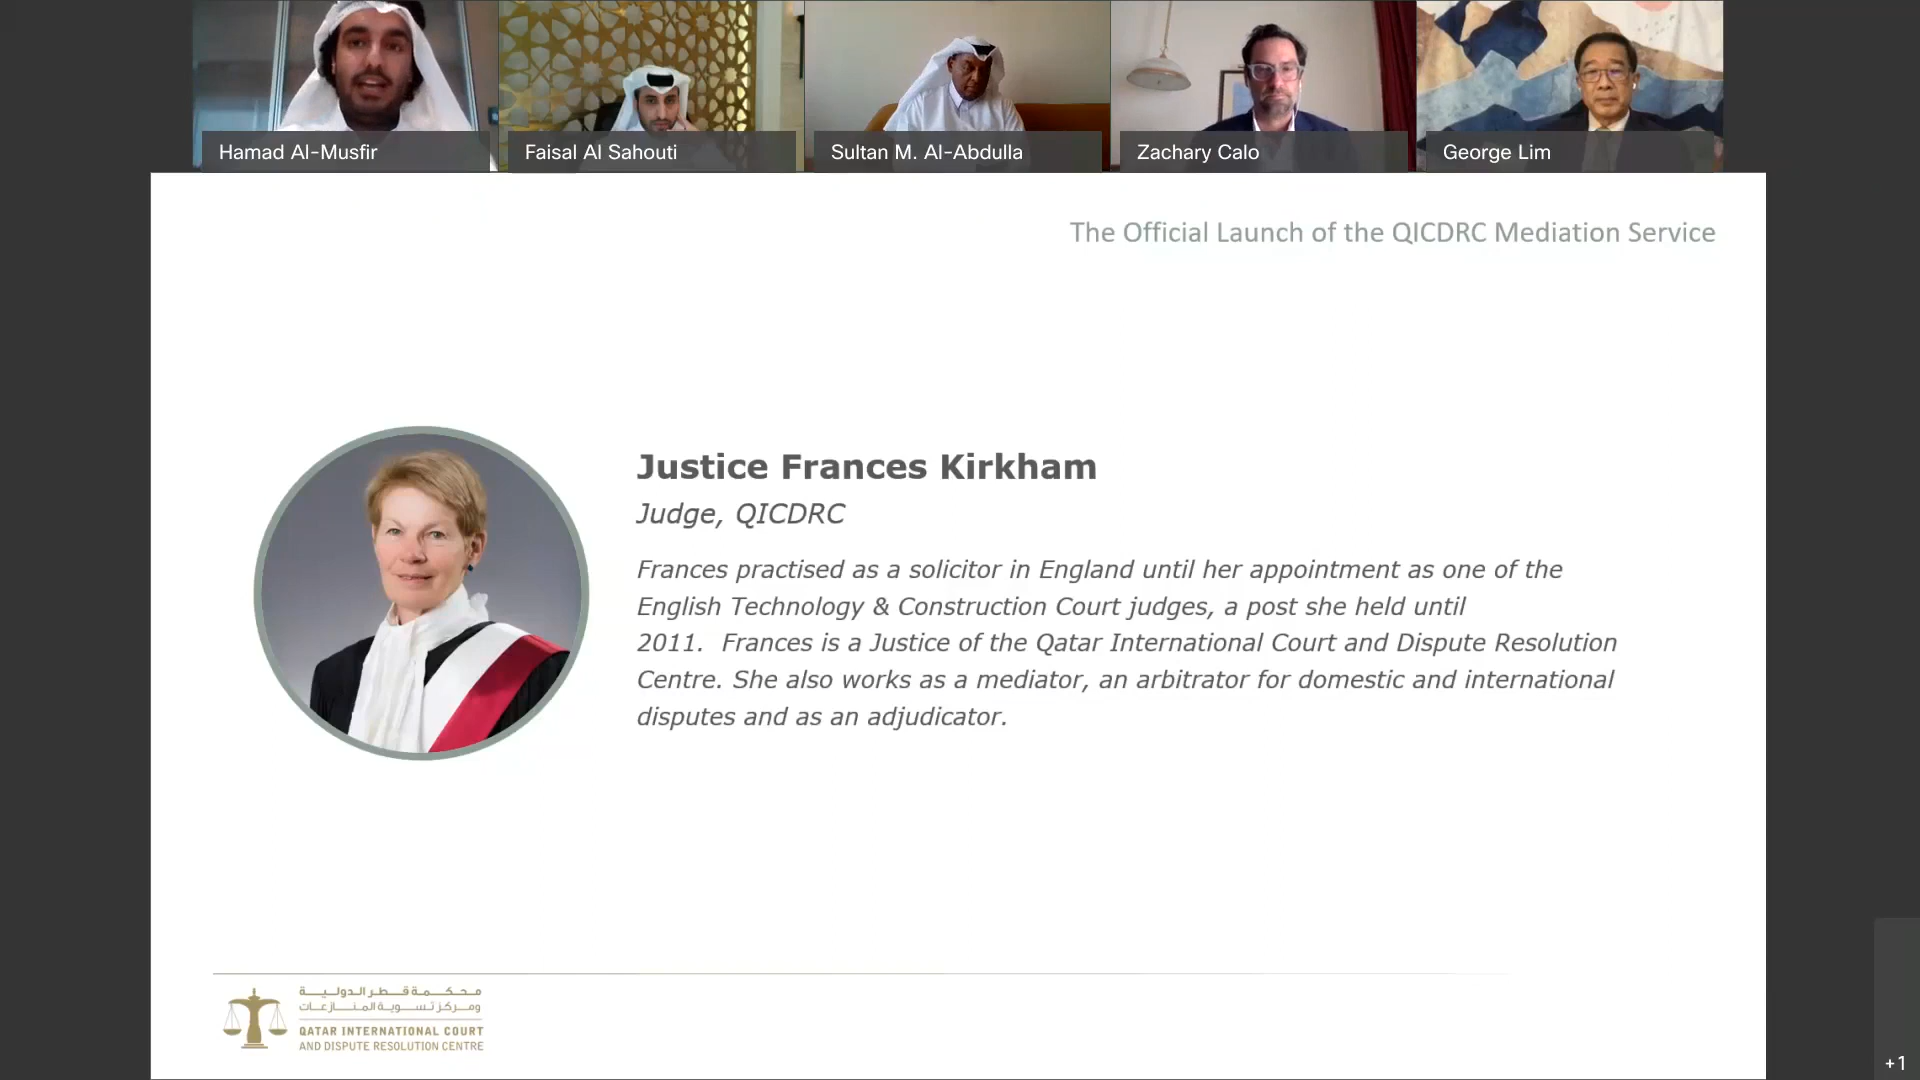 Hamad Al-Musfir
Faisal Al Sahouti
Sultan M. Al-Abdulla
Zachary Calo
George Lim
The Official Launch of the QICDRC Mediation Service
Justice Frances Kirkham
Judge, QICDRC
Frances practised as a solicitor in England until her appointment as one of the
English Technology & Construction Court judges, a post she held until
2011.  Frances is a Justice of the Qatar International Court and Dispute Resolution
Centre. She also works as a mediator, an arbitrator for domestic and international
disputes and as an adjudicator.
محكمة قطر الدولية
ومركز تسوية المنازعات
QATAR INTERNATIONAL COURT
AND DISPUTE RESOLUTION CENTRE
+1